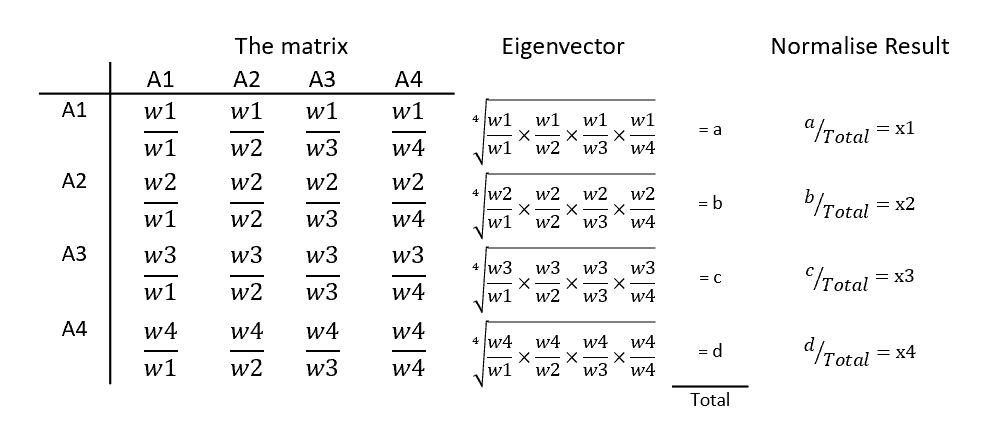 The matrix Eigenvector Normalise Result
A1 A2 A3 A4
A1 w1/w1 w1/w2 w1/w3 w1/w4 ⁴√(w1/w1 × w1/w2 × w1/w3 × w1/w4) = a a/Total = x1
A2 w2/w1 w2/w2 w2/w3 w2/w4 ⁴√(w2/w1 × w2/w2 × w2/w3 × w2/w4) = b b/Total = x2
A3 w3/w1 w3/w2 w3/w3 w3/w4 ⁴√(w3/w1 × w3/w2 × w3/w3 × w3/w4) = c c/Total = x3
A4 w4/w1 w4/w2 w4/w3 w4/w4 ⁴√(w4/w1 × w4/w2 × w4/w3 × w4/w4) = d d/Total = x4
Total